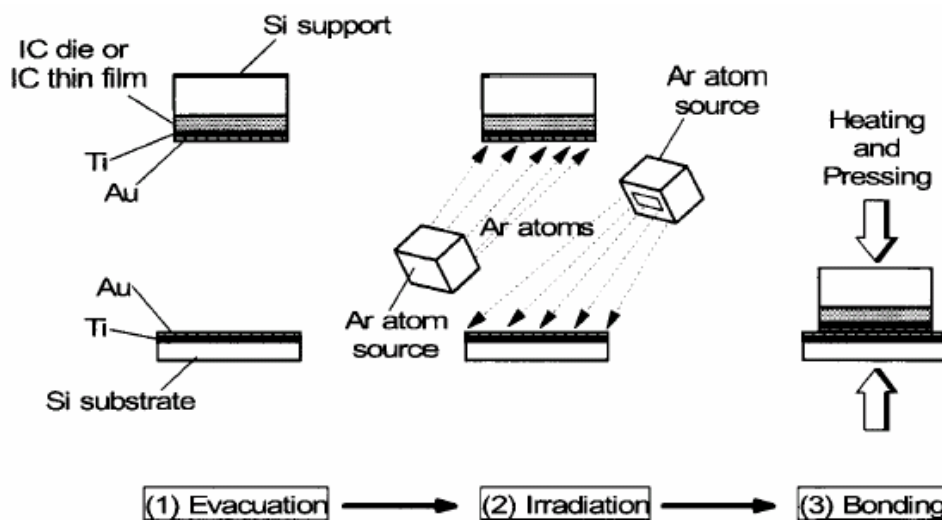 Si support
IC die or
IC thin film
Ti
Au
Ar atom
source
Heating
and
Pressing
Ar atoms
Au
Ti
Ar atom
source
Si substrate
(1) Evacuation
(2) Irradiation
(3) Bonding